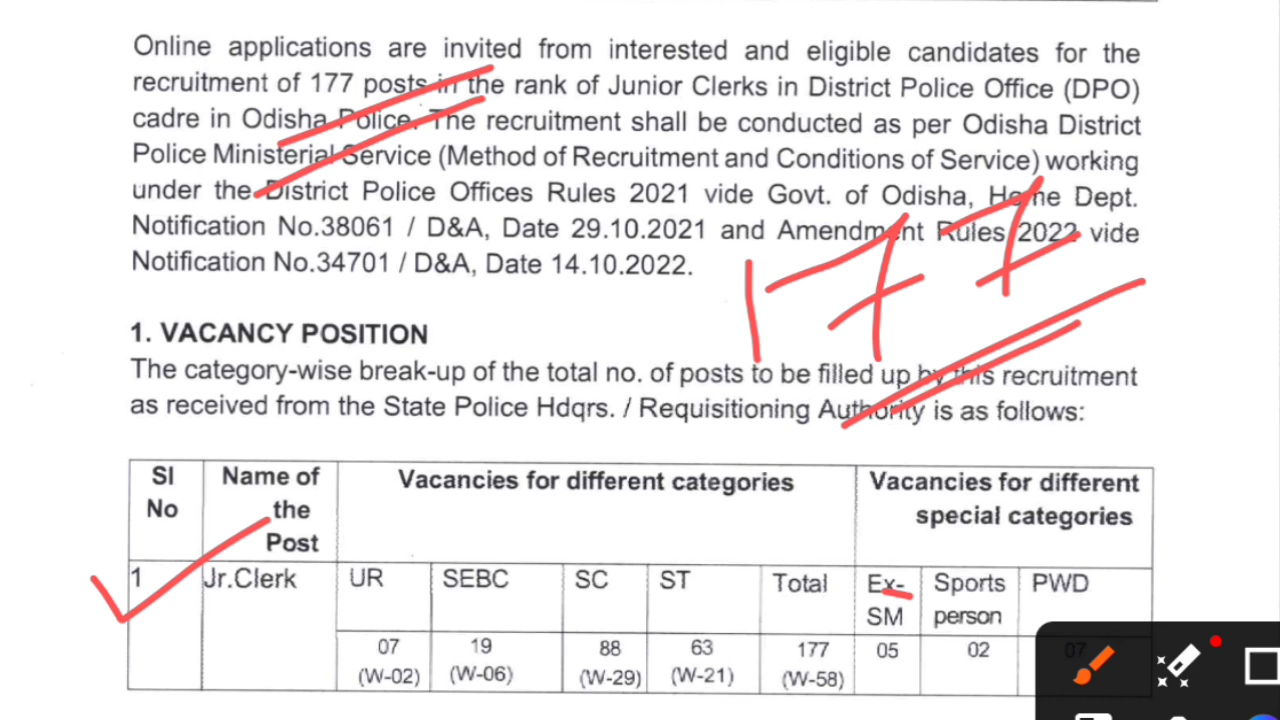 Online applications are invited from interested and eligible candidates for the
recruitment of 177 posts in the rank of Junior Clerks in District Police Office (DPO)
cadre in Odisha Police. The recruitment shall be conducted as per Odisha District
Police Ministerial Service (Method of Recruitment and Conditions of Service) working
under the District Police Offices Rules 2021 vide Govt. of Odisha, Home Dept.
Notification No.38061 / D&A, Date 29.10.2021 and Amendment Rules 2022 vide
Notification No.34701 / D&A, Date 14.10.2022.
177
1. VACANCY POSITION
The category-wise break-up of the total no. of posts to be filled up by this recruitment
as received from the State Police Hdqrs. / Requisitioning Authority is as follows:
Sl No Name of the Post Vacancies for different categories Vacancies for different special categories
1 Jr.Clerk UR SEBC SC ST Total Ex-SM Sports person PWD
07 19 88 63 177 05 02 07
(W-02) (W-06) (W-29) (W-21) (W-58)